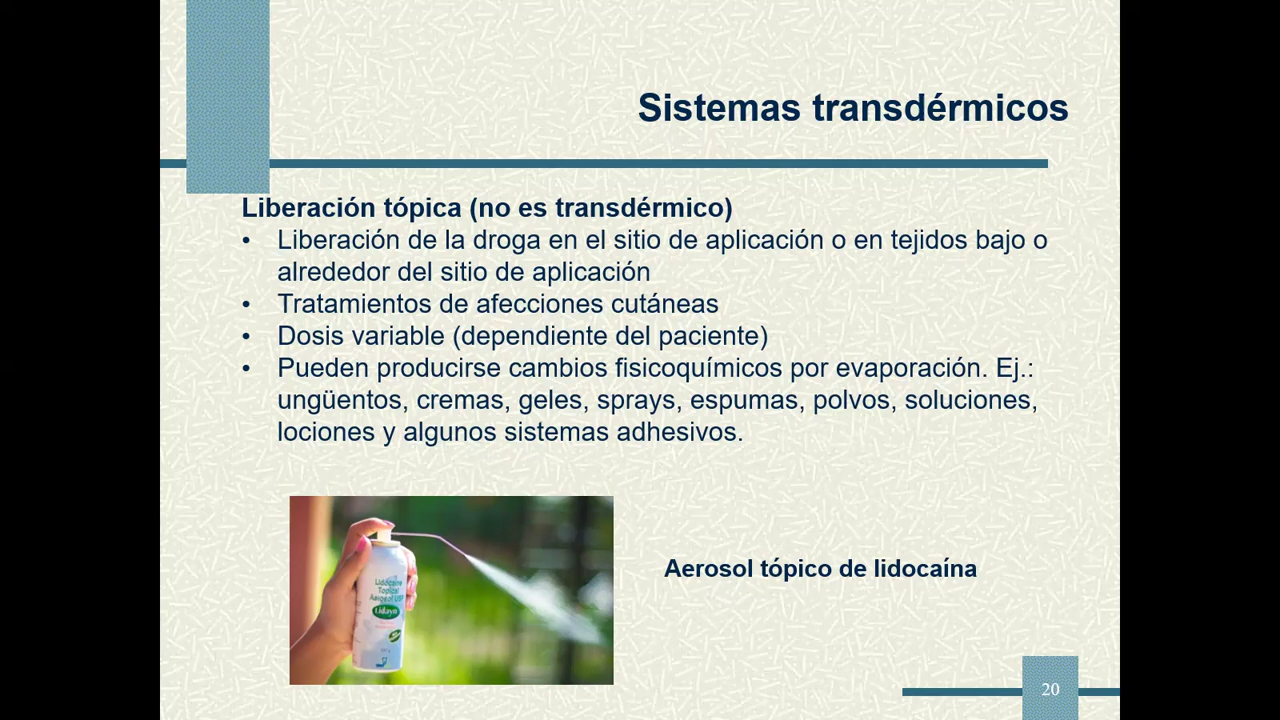 Sistemas transdérmicos
Liberación tópica (no es transdérmico)
• Liberación de la droga en el sitio de aplicación o en tejidos bajo o
alrededor del sitio de aplicación
• Tratamientos de afecciones cutáneas
• Dosis variable (dependiente del paciente)
• Pueden producirse cambios fisicoquímicos por evaporación. Ej.:
ungüentos, cremas, geles, sprays, espumas, polvos, soluciones,
lociones y algunos sistemas adhesivos.
Lidocaine
Topical
Aerosol USP
Aerosol tópico de lidocaína
20